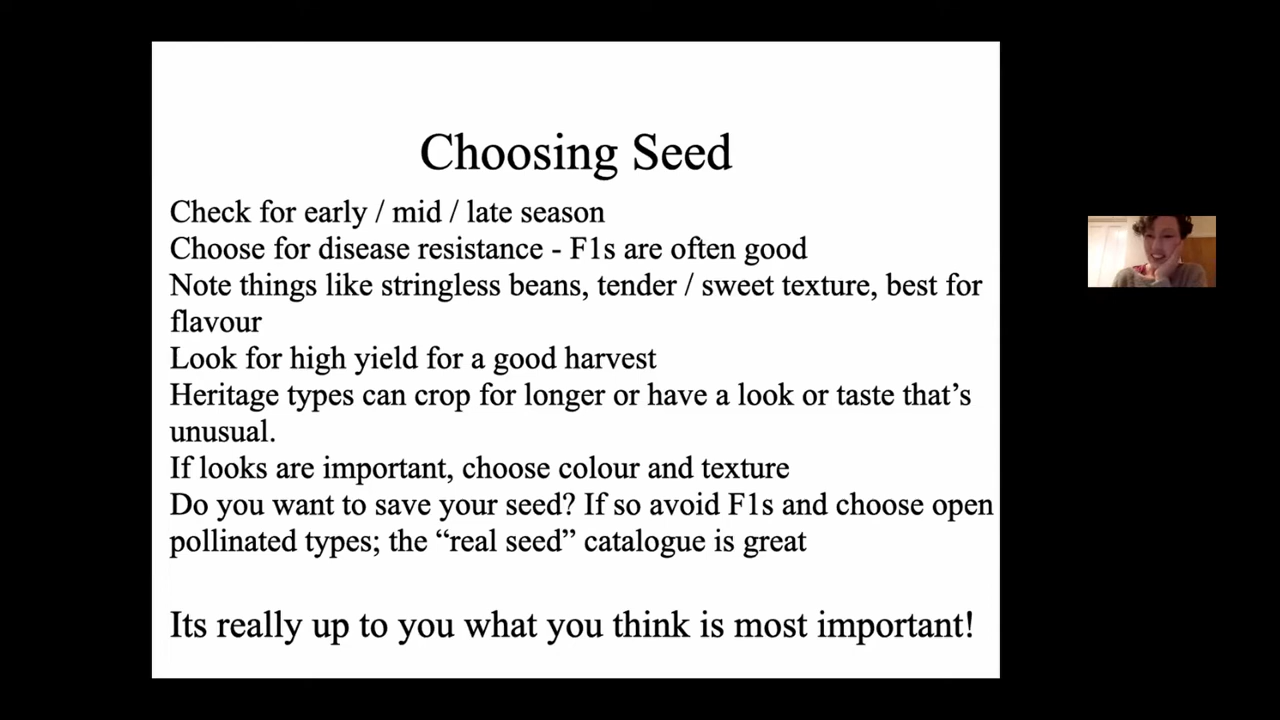 Choosing Seed
Check for early / mid / late season
Choose for disease resistance - F1s are often good
Note things like stringless beans, tender / sweet texture, best for
flavour
Look for high yield for a good harvest
Heritage types can crop for longer or have a look or taste that’s
unusual.
If looks are important, choose colour and texture
Do you want to save your seed? If so avoid F1s and choose open
pollinated types; the “real seed” catalogue is great
Its really up to you what you think is most important!